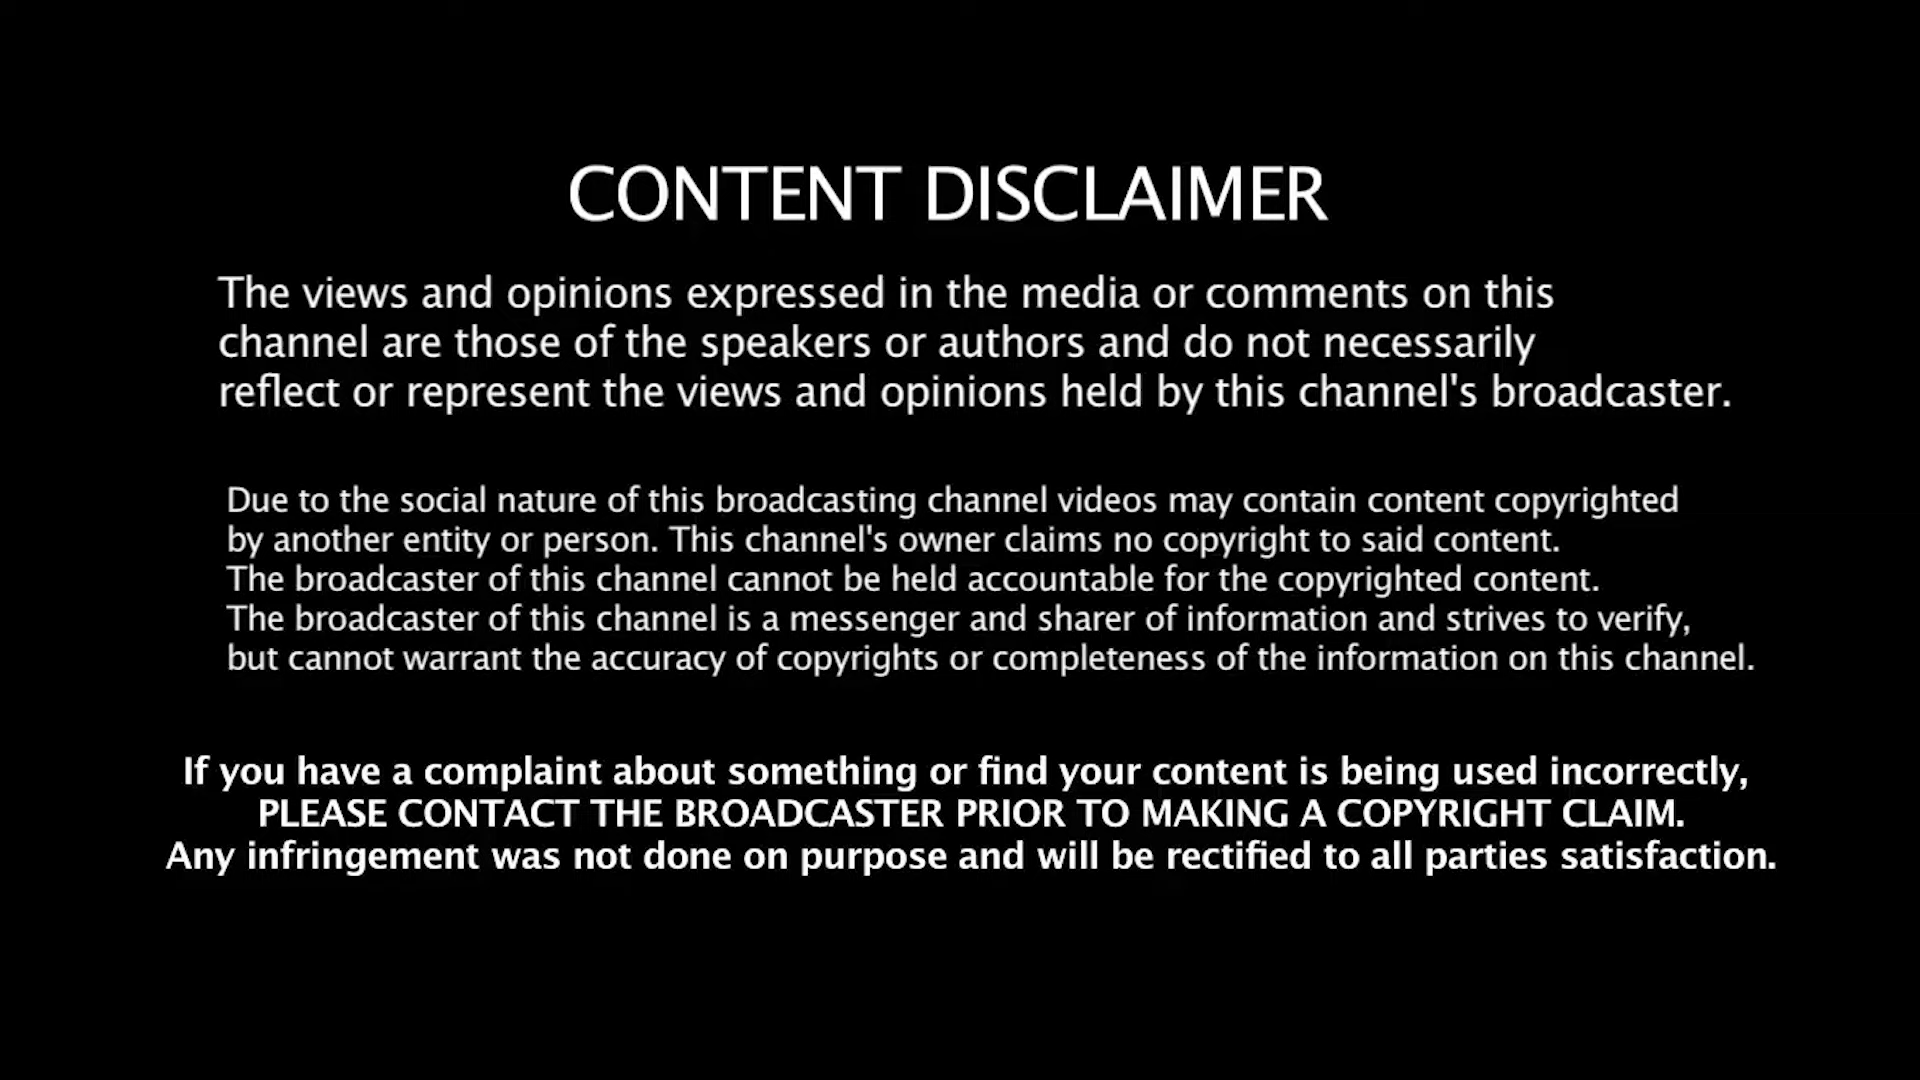 CONTENT DISCLAIMER
The views and opinions expressed in the media or comments on this
channel are those of the speakers or authors and do not necessarily
reflect or represent the views and opinions held by this channel's broadcaster.
Due to the social nature of this broadcasting channel videos may contain content copyrighted
by another entity or person. This channel's owner claims no copyright to said content.
The broadcaster of this channel cannot be held accountable for the copyrighted content.
The broadcaster of this channel is a messenger and sharer of information and strives to verify,
but cannot warrant the accuracy of copyrights or completeness of the information on this channel.
If you have a complaint about something or find your content is being used incorrectly,
PLEASE CONTACT THE BROADCASTER PRIOR TO MAKING A COPYRIGHT CLAIM.
Any infringement was not done on purpose and will be rectified to all parties satisfaction.